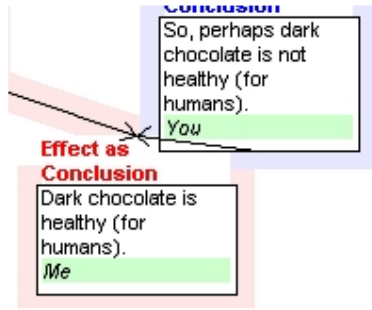 Conclusion
So, perhaps dark
chocolate is not
healthy (for
humans).
You
Effect as
Conclusion
Dark chocolate is
healthy (for
humans).
Me